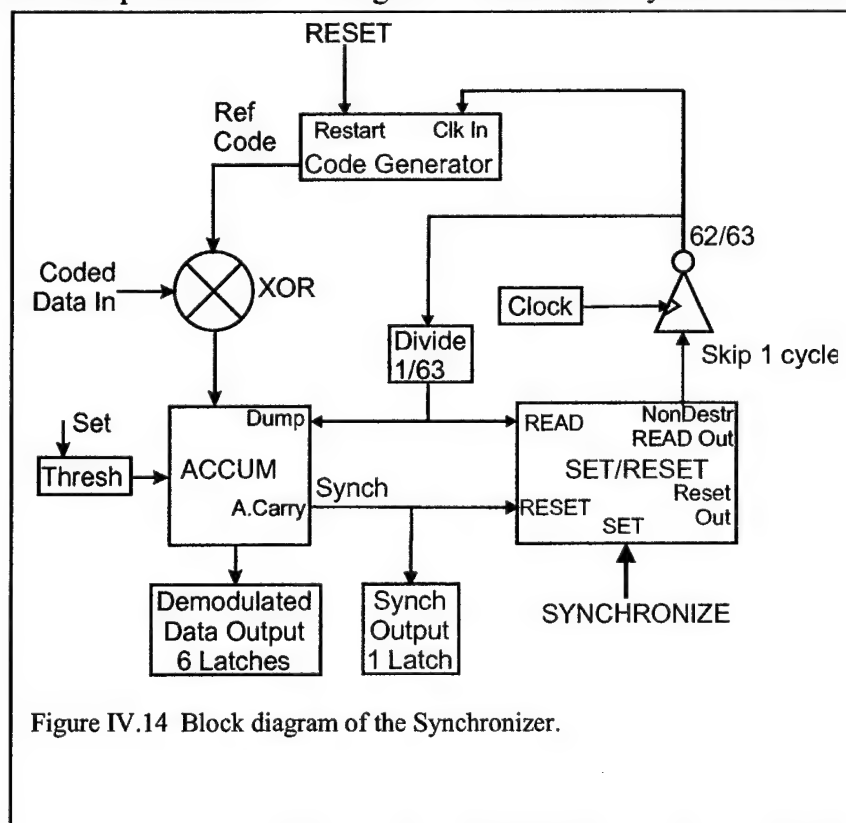 RESET
Ref
Code
Restart Clk In
Code Generator
62/63
Coded
Data In
XOR
Clock
Divide
1/63
Skip 1 cycle
Set
Dump
READ
NonDestr
READ Out
Thresh
ACCUM
SET/RESET
Synch
A.Carry
RESET
Reset
Out
SET
Demodulated
Data Output
6 Latches
Synch
Output
1 Latch
SYNCHRONIZE
Figure IV.14 Block diagram of the Synchronizer.